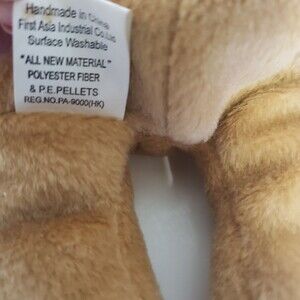 Handmade in China
First Asia Industrial Co.,Ltd.
Surface Washable
"ALL NEW MATERIAL"
POLYESTER FIBER
& P.E.PELLETS
REG.NO.PA-9000(HK)